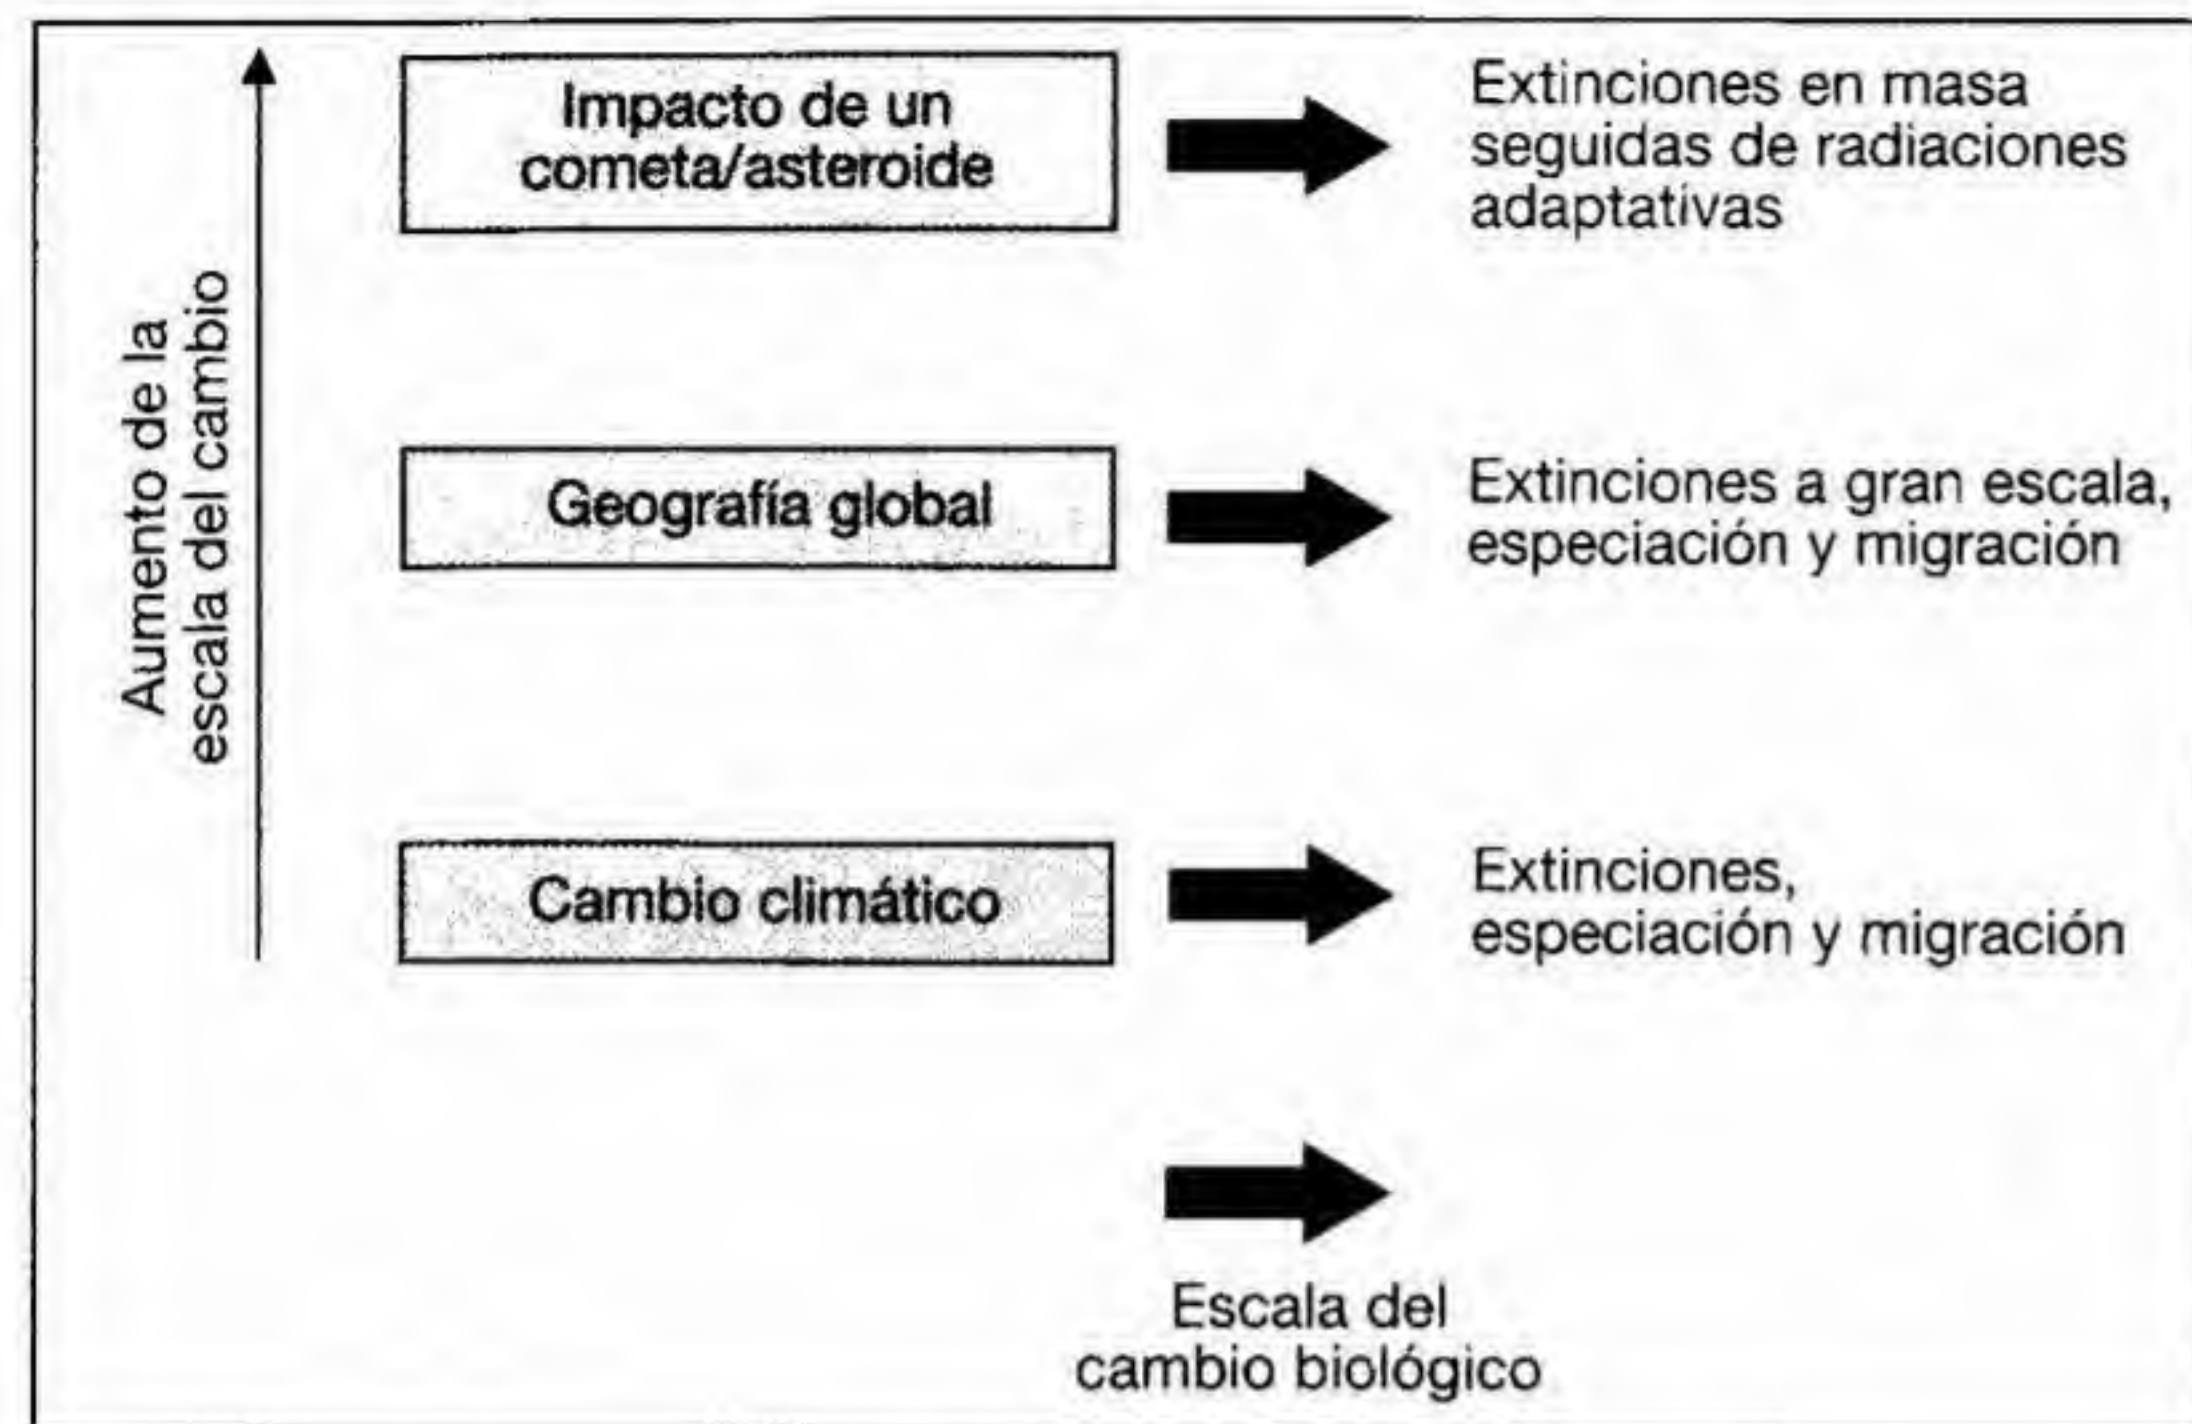 Aumento de la
escala del cambio
Impacto de un
cometa/asteroide
Extinciones en masa
seguidas de radiaciones
adaptativas
Geografía global
Extinciones a gran escala,
especiación y migración
Cambio climático
Extinciones,
especiación y migración
Escala del
cambio biológico